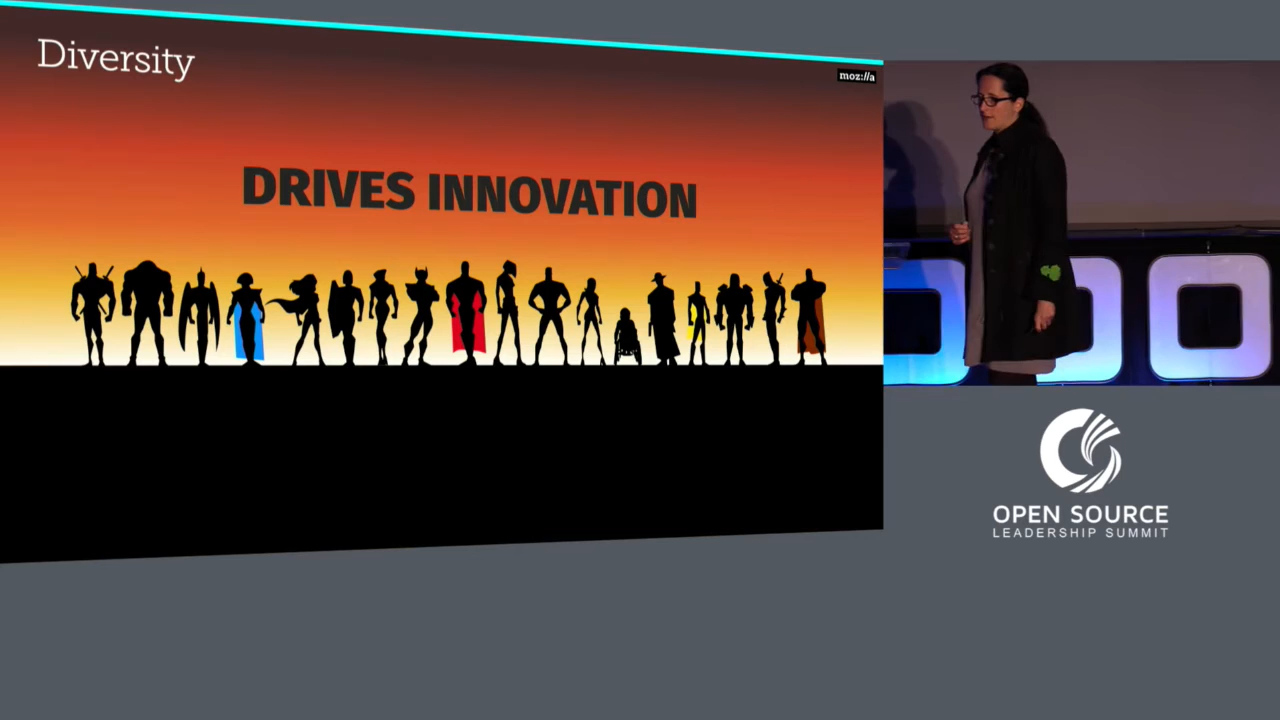 Diversity
moz://a
DRIVES INNOVATION
OPEN SOURCE
LEADERSHIP SUMMIT